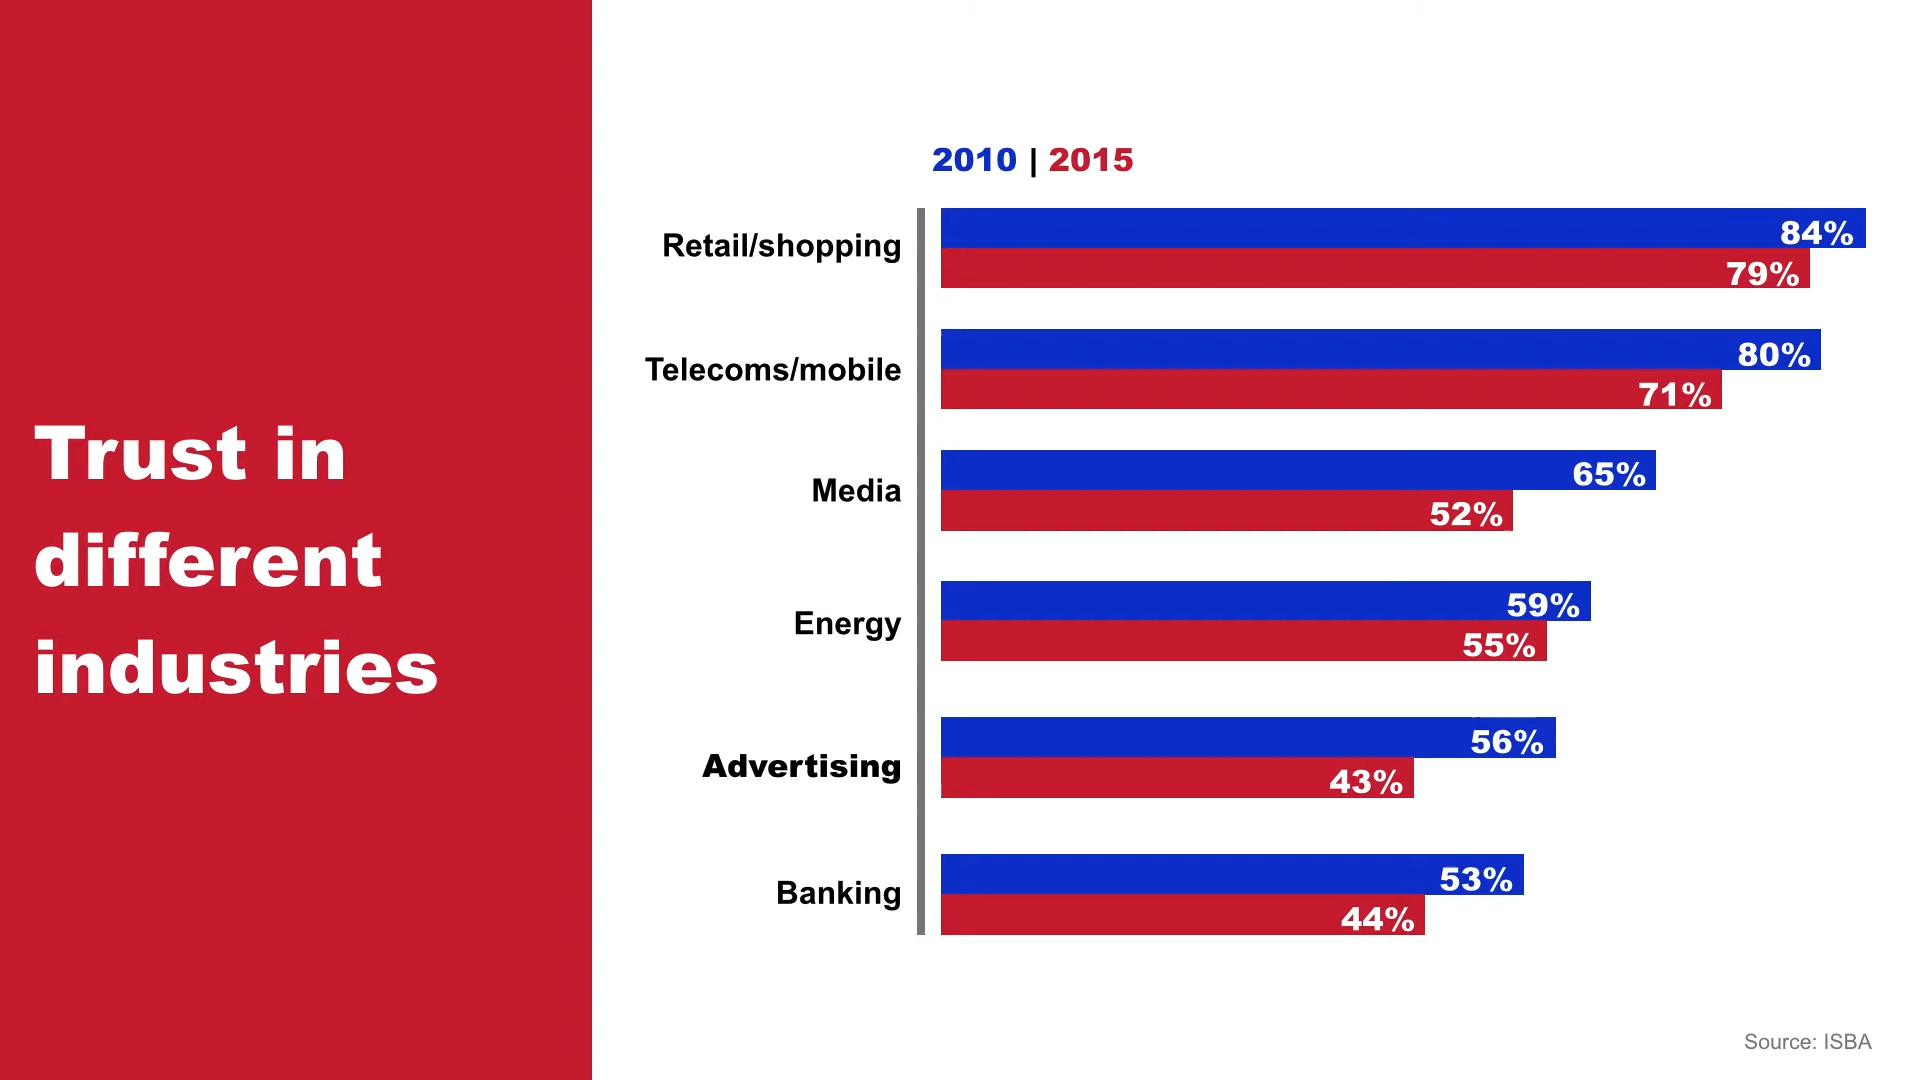 Trust in
different
industries
2010 | 2015
Retail/shopping
84%
79%
Telecoms/mobile
80%
71%
Media
65%
52%
Energy
59%
55%
Advertising
56%
43%
Banking
53%
44%
Source: ISBA